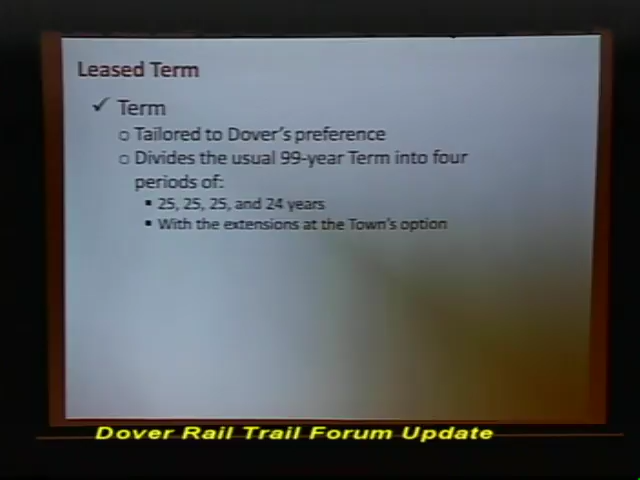 Leased Term
✓ Term
o Tailored to Dover's preference
o Divides the usual 99-year Term into four
periods of:
▪ 25, 25, 25, and 24 years
▪ With the extensions at the Town's option
Dover Rail Trail Forum Update